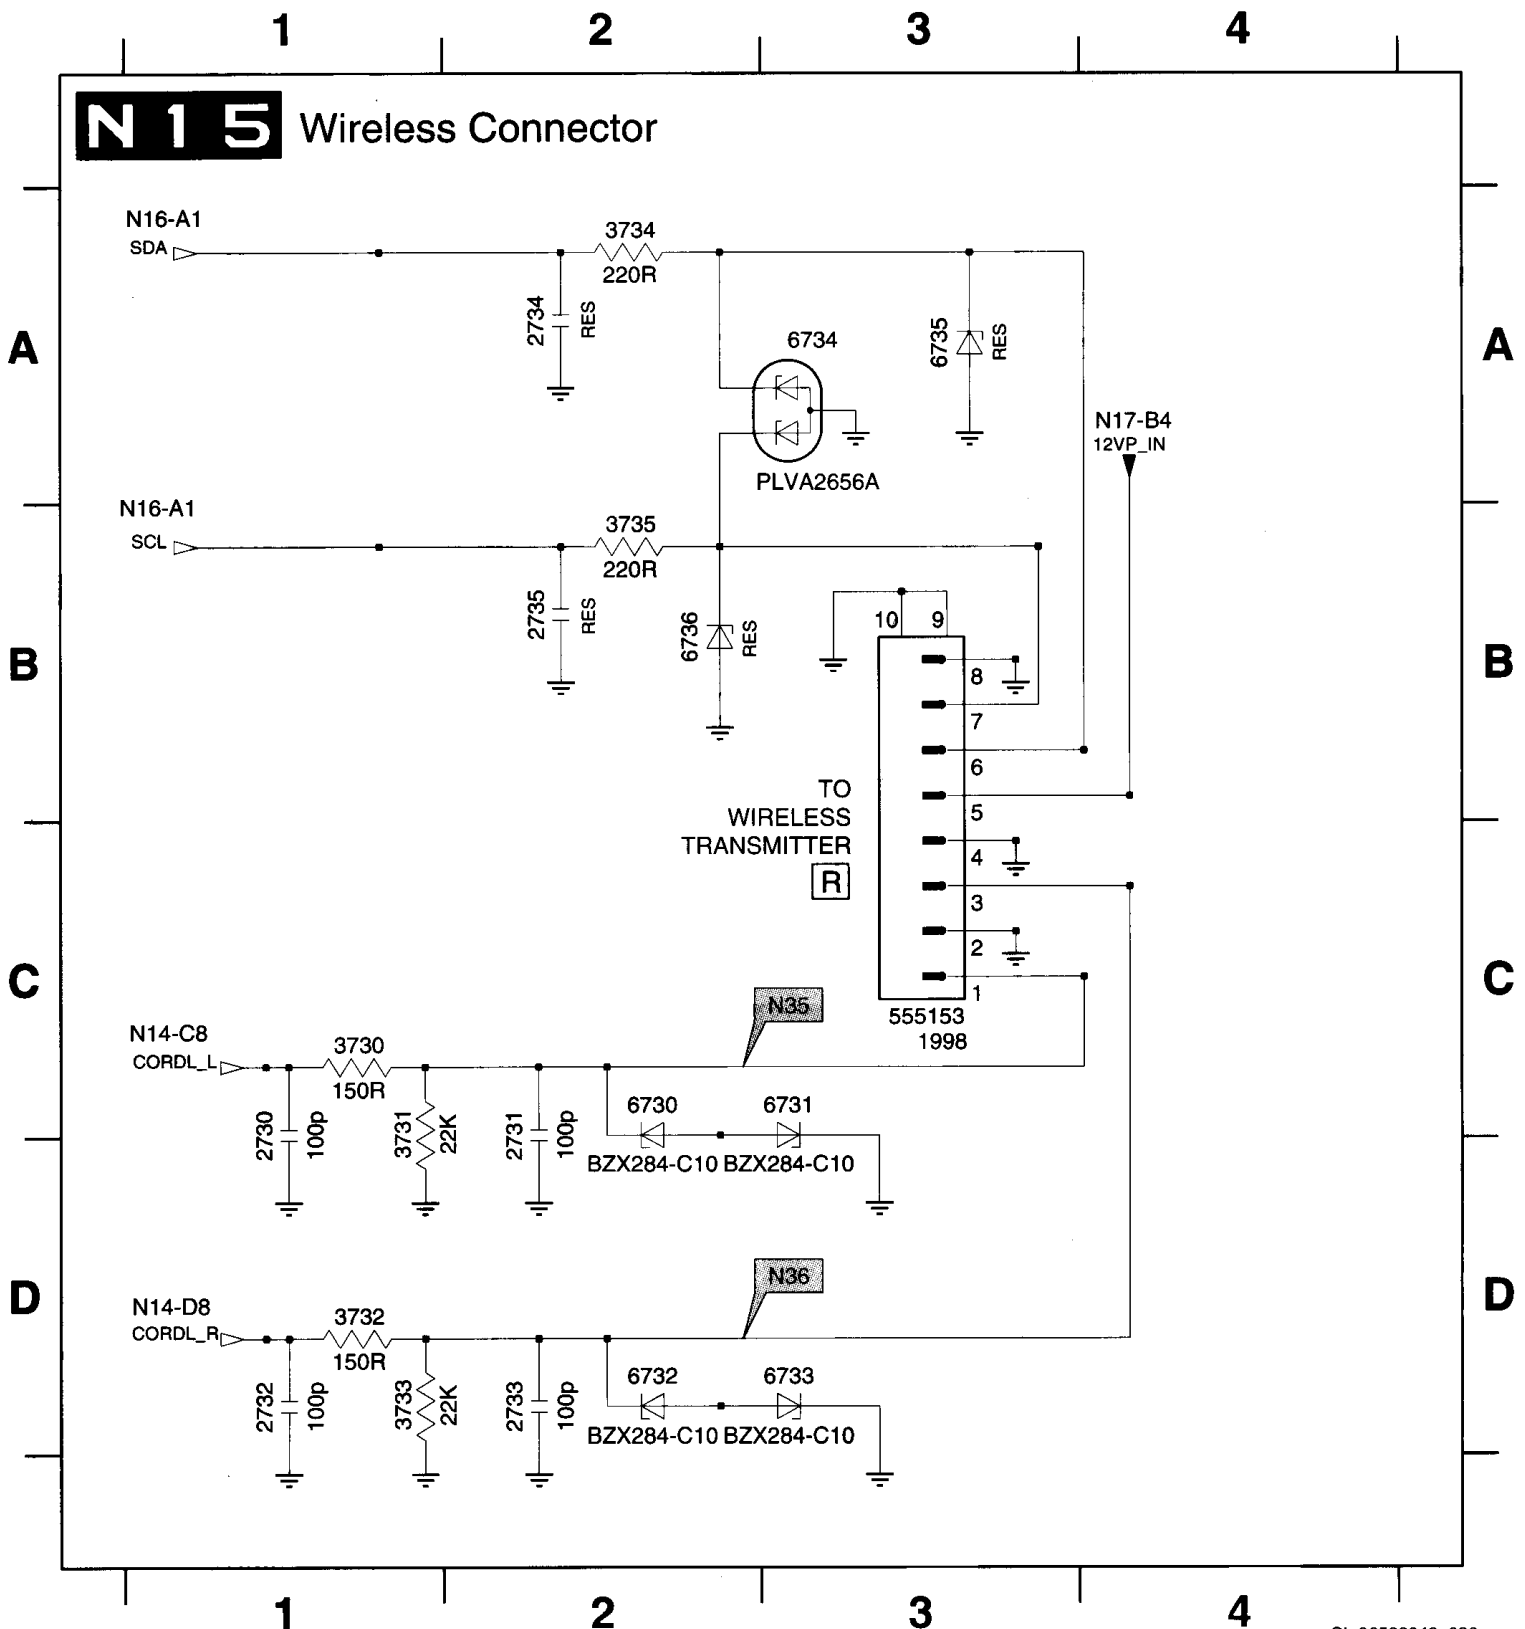 1 2 3 4
N15 Wireless Connector
N16-A1
SDA
3734
220R
2734
RES
6734
PLVA2656A
6735
RES
A A
N17-B4
12VP_IN
N16-A1
SCL
3735
220R
2735
RES
6736
RES
10 9
8
7
6
5
4
3
2
1
B B
TO
WIRELESS
TRANSMITTER
R
555153
1998
C C
N35
N14-C8
CORDL_L
3730
150R
2730
100p
3731
22K
2731
100p
6730 6731
BZX284-C10 BZX284-C10
D D
N36
N14-D8
CORDL_R
3732
150R
2732
100p
3733
22K
2733
100p
6732 6733
BZX284-C10 BZX284-C10
1 2 3 4